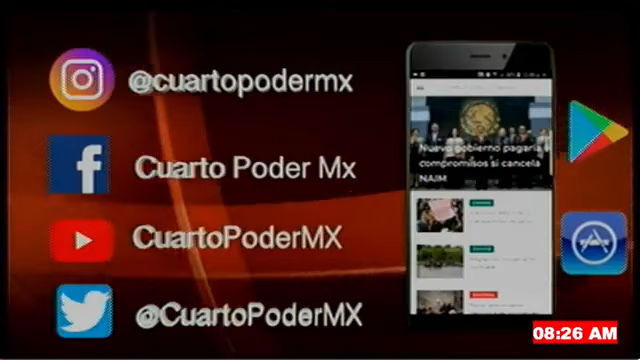 @cuartopodermx
Cuarto Poder Mx
CuartoPoderMX
@CuartoPoderMX
Nuevo gobierno pagaría
compromisos si cancela
NAIM
08:26 AM